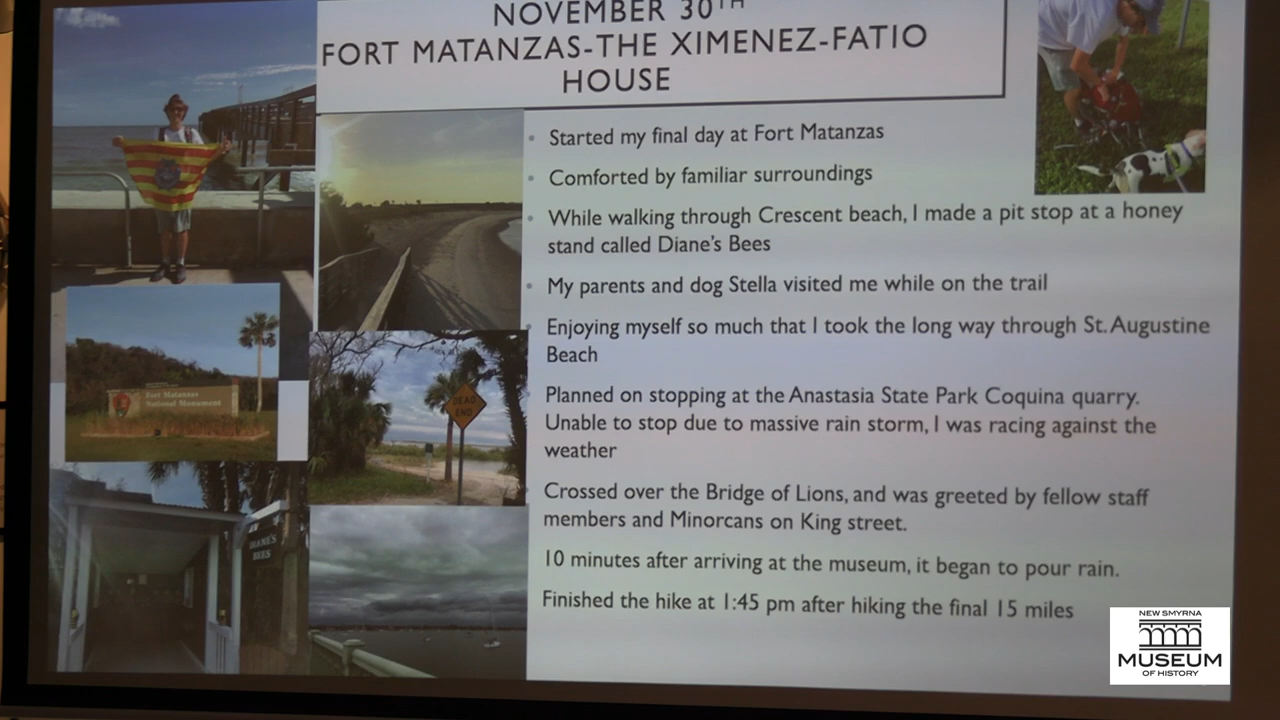 NOVEMBER 30TH
FORT MATANZAS-THE XIMENEZ-FATIO
HOUSE
Started my final day at Fort Matanzas
Comforted by familiar surroundings
While walking through Crescent beach, I made a pit stop at a honey
stand called Diane's Bees
My parents and dog Stella visited me while on the trail
Enjoying myself so much that I took the long way through St. Augustine
Beach
Planned on stopping at the Anastasia State Park Coquina quarry.
Unable to stop due to massive rain storm, I was racing against the
weather
Crossed over the Bridge of Lions, and was greeted by fellow staff
members and Minorcans on King street.
10 minutes after arriving at the museum, it began to pour rain.
Finished the hike at 1:45 pm after hiking the final 15 miles
Fort Matanzas
National Monument
DEAD
END
DIANE'S
BEES
NEW SMYRNA
MUSEUM
OF HISTORY